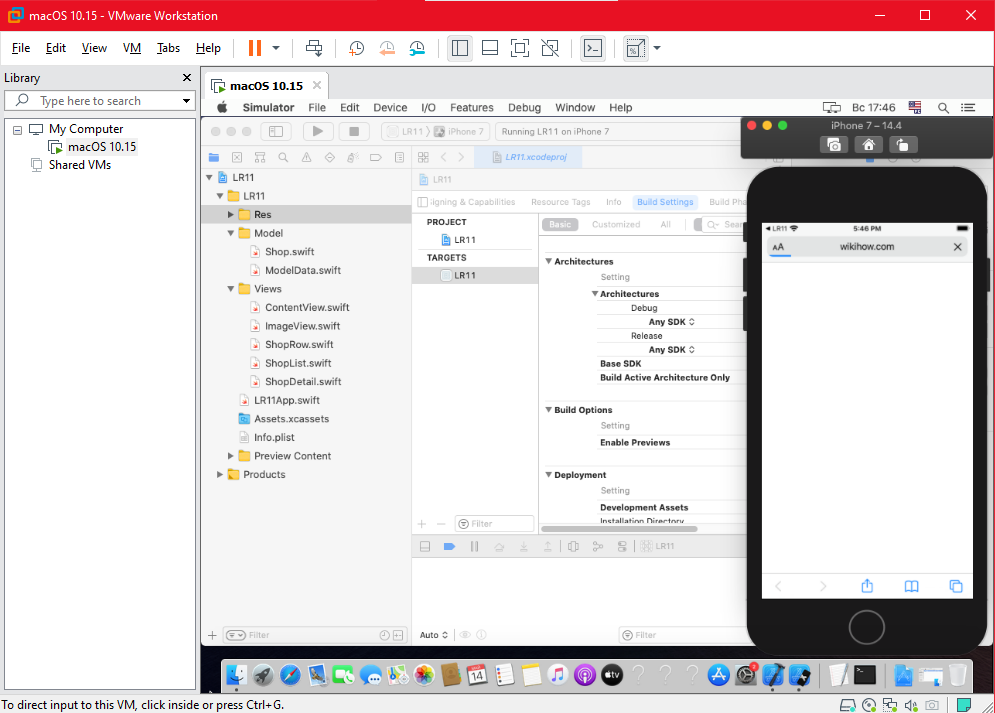 macOS 10.15 - VMware Workstation
File Edit View VM Tabs Help
Library
Type here to search
My Computer
macOS 10.15
Shared VMs
macOS 10.15
Simulator File Edit Device I/O Features Debug Window Help
Вс 17:46
LR11 iPhone 7
Running LR11 on iPhone 7
LR11
LR11
Res
Model
Shop.swift
ModelData.swift
Views
ContentView.swift
ImageView.swift
ShopRow.swift
ShopList.swift
ShopDetail.swift
LR11App.swift
Assets.xcassets
Info.plist
Preview Content
Products
Filter
LR11.xcodeproj
LR11
igning & Capabilities Resource Tags Info Build Settings Build Pha
PROJECT
LR11
TARGETS
LR11
Filter
Basic Customized All Sear
Architectures
Setting
Architectures
Debug
Any SDK
Release
Any SDK
Base SDK
Build Active Architecture Only
Build Options
Setting
Enable Previews
Deployment
Setting
Development Assets
Installation Directory
LR11
Auto
Filter
iPhone 7 – 14.4
LR11 5:46 PM
AA wikihow.com
14
tv
To direct input to this VM, click inside or press Ctrl+G.